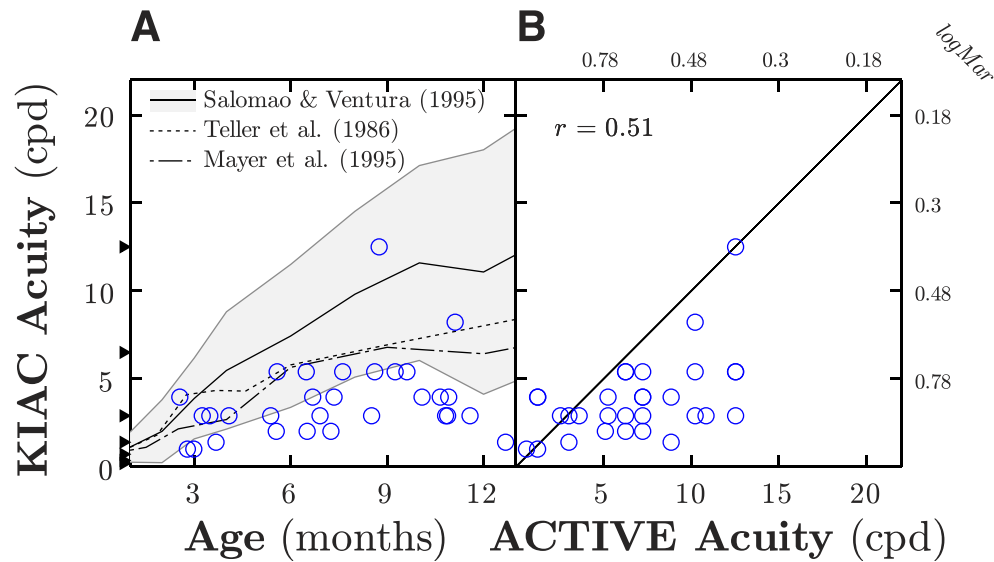 A
B
logMar
0.78 0.48 0.3 0.18
Salomao & Ventura (1995)
Teller et al. (1986)
Mayer et al. (1995)
r = 0.51
KIAC Acuity (cpd)
20
15
10
5
0
0.18
0.3
0.48
0.78
3 6 9 12
5 10 15 20
Age (months)
ACTIVE Acuity (cpd)